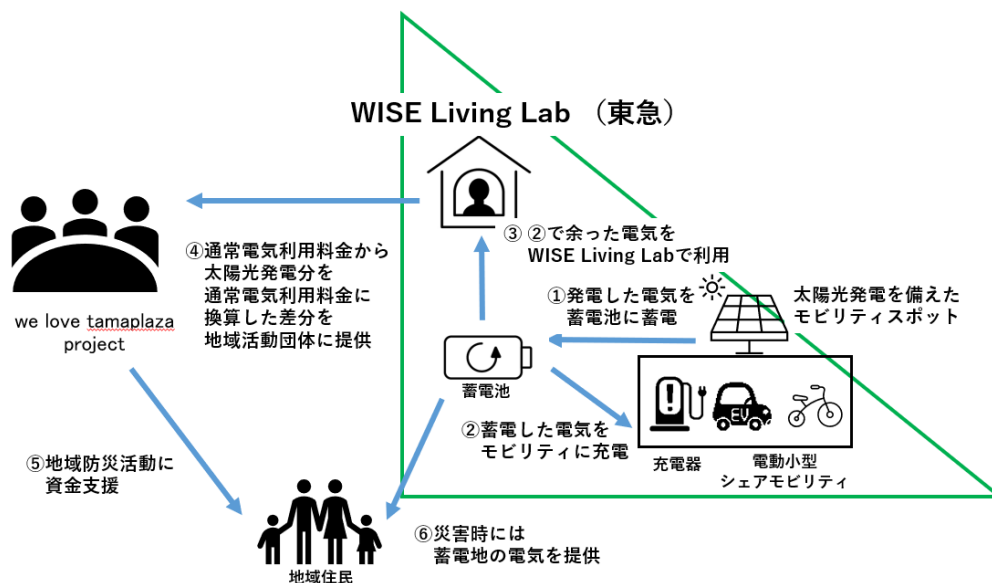 WISE Living Lab （東急）
③ ②で余った電気を
WISE Living Labで利用
④通常電気利用料金から
太陽光発電分を
通常電気利用料金に
換算した差分を
地域活動団体に提供
①発電した電気を
蓄電池に蓄電
太陽光発電を備えた
モビリティスポット
we love tamaplaza
project
蓄電池
EV
②蓄電した電気を
モビリティに充電
充電器
電動小型
シェアモビリティ
⑤地域防災活動に
資金支援
⑥災害時には
蓄電地の電気を提供
地域住民